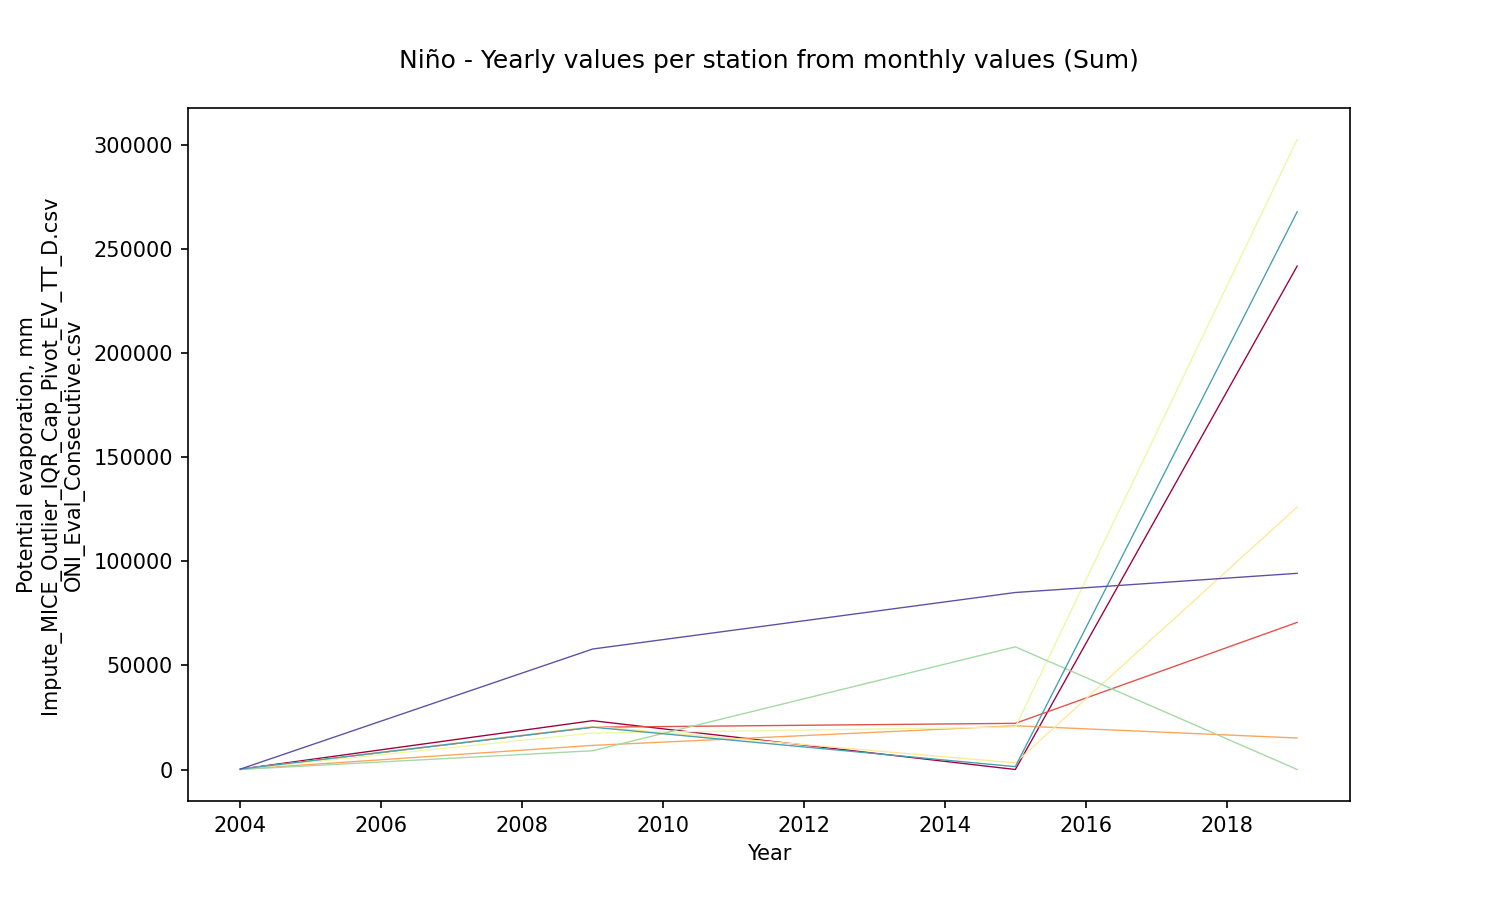 Niño - Yearly values per station from monthly values (Sum)
Potential evaporation, mm
Impute_MICE_Outlier_IQR_Cap_Pivot_EV_TT_D.csv
ONI_Eval_Consecutive.csv
300000
250000
200000
150000
100000
50000
0
2004 2006 2008 2010 2012 2014 2016 2018
Year